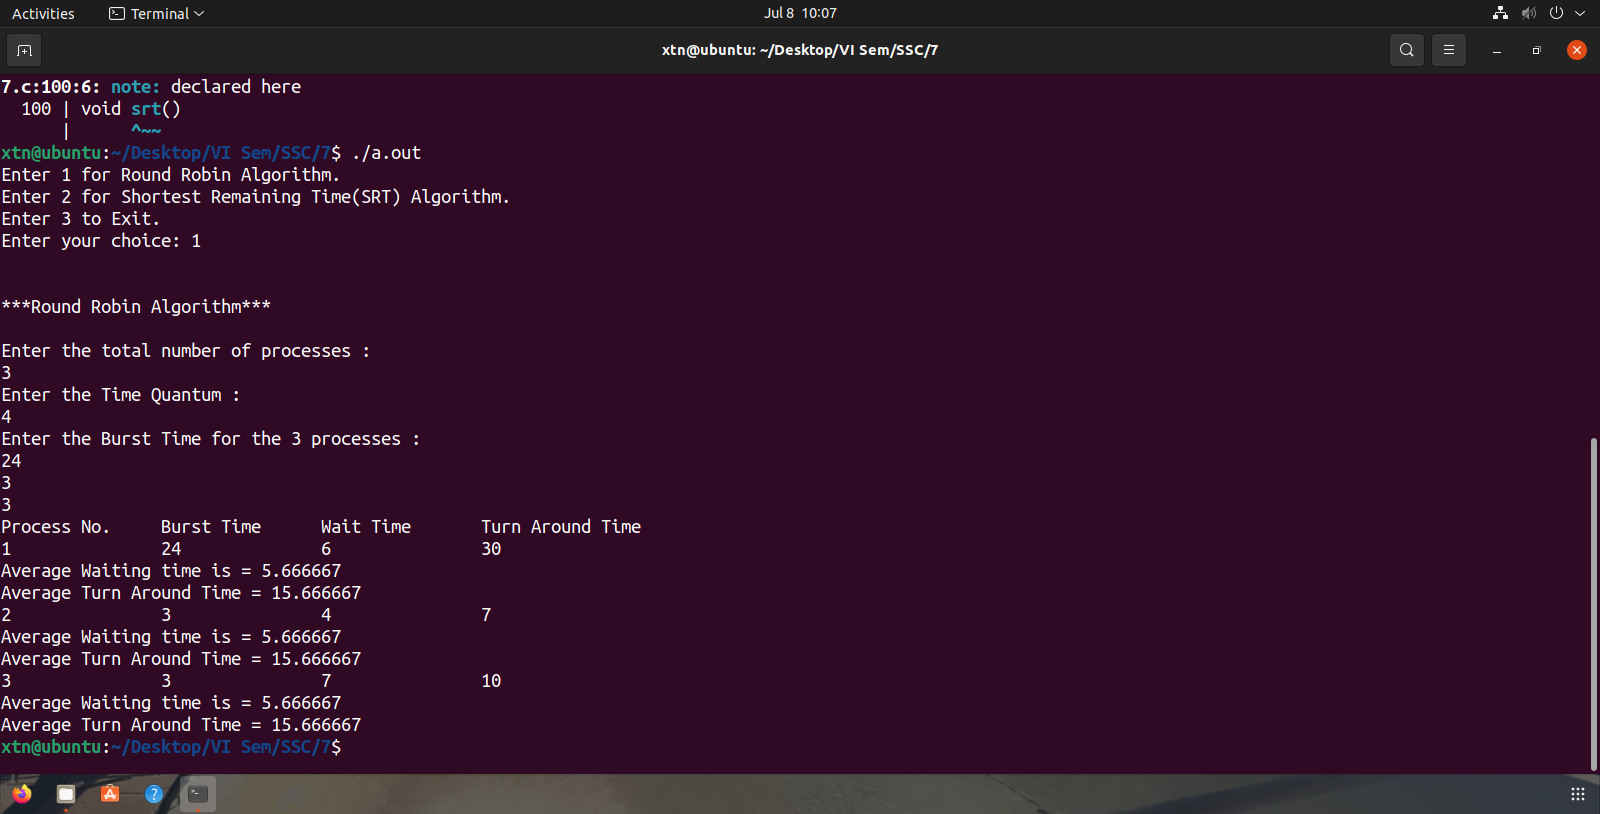 Activities Terminal Jul 8 10:07
xtn@ubuntu: ~/Desktop/VI Sem/SSC/7
7.c:100:6: note: declared here
100 | void srt()
| ^~~
xtn@ubuntu:~/Desktop/VI Sem/SSC/7$ ./a.out
Enter 1 for Round Robin Algorithm.
Enter 2 for Shortest Remaining Time(SRT) Algorithm.
Enter 3 to Exit.
Enter your choice: 1
***Round Robin Algorithm***
Enter the total number of processes :
3
Enter the Time Quantum :
4
Enter the Burst Time for the 3 processes :
24
3
3
Process No. Burst Time Wait Time Turn Around Time
1 24 6 30
Average Waiting time is = 5.666667
Average Turn Around Time = 15.666667
2 3 4 7
Average Waiting time is = 5.666667
Average Turn Around Time = 15.666667
3 3 7 10
Average Waiting time is = 5.666667
Average Turn Around Time = 15.666667
xtn@ubuntu:~/Desktop/VI Sem/SSC/7$